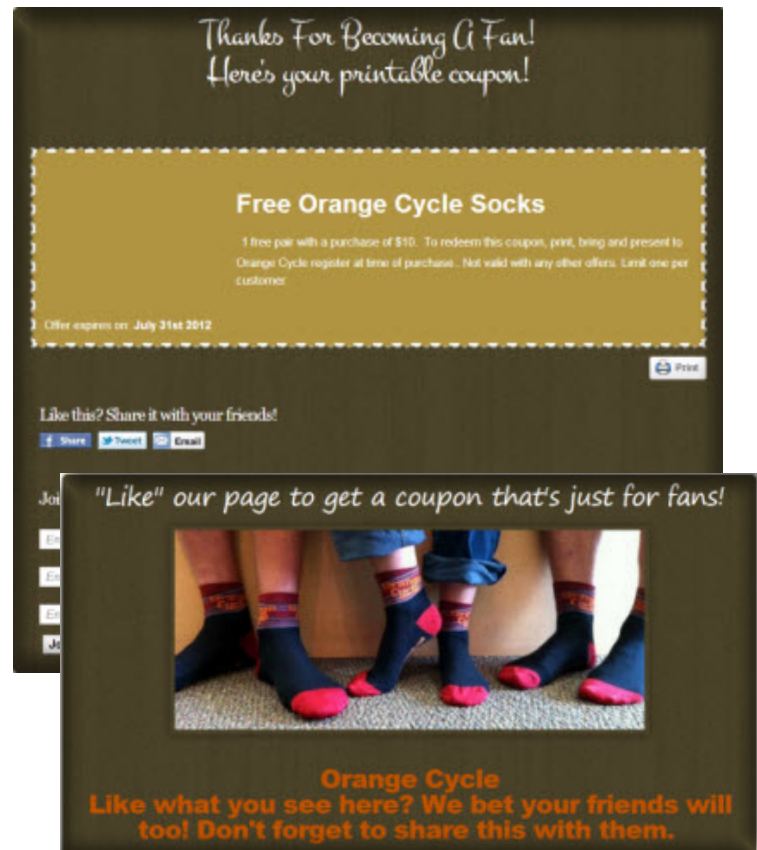 Thanks For Becoming A Fan!
Here's your printable coupon!
Free Orange Cycle Socks
1 free pair with a purchase of $10. To redeem this coupon, print, bring and present to
Orange Cycle register at time of purchase. Not valid with any other offers. Limit one per
customer
Offer expires on: July 31st 2012
Print
Like this? Share it with your friends!
Share Tweet Email
"Like" our page to get a coupon that's just for fans!
Orange Cycle
Like what you see here? We bet your friends will
too! Don't forget to share this with them.